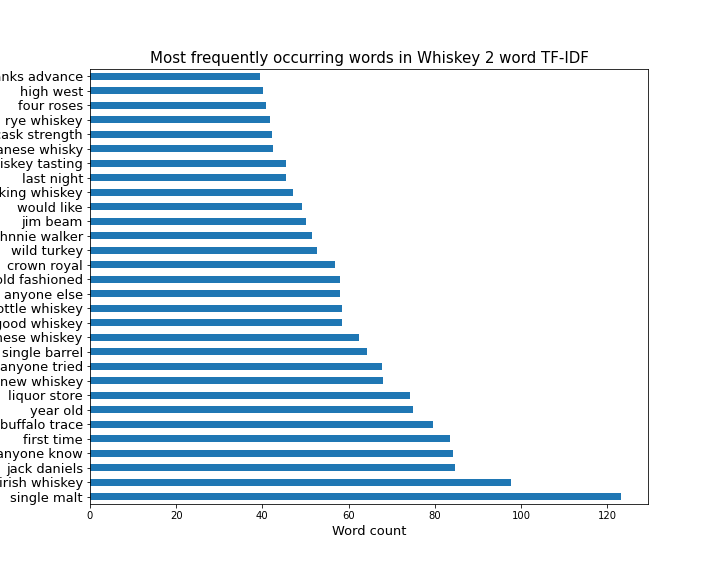 Most frequently occurring words in Whiskey 2 word TF-IDF
anks advance
high west
four roses
rye whiskey
cask strength
anese whisky
iskey tasting
last night
king whiskey
would like
jim beam
hnnie walker
wild turkey
crown royal
old fashioned
anyone else
ottle whiskey
good whiskey
nese whiskey
single barrel
anyone tried
new whiskey
liquor store
year old
buffalo trace
first time
anyone know
jack daniels
irish whiskey
single malt
0 20 40 60 80 100 120
Word count